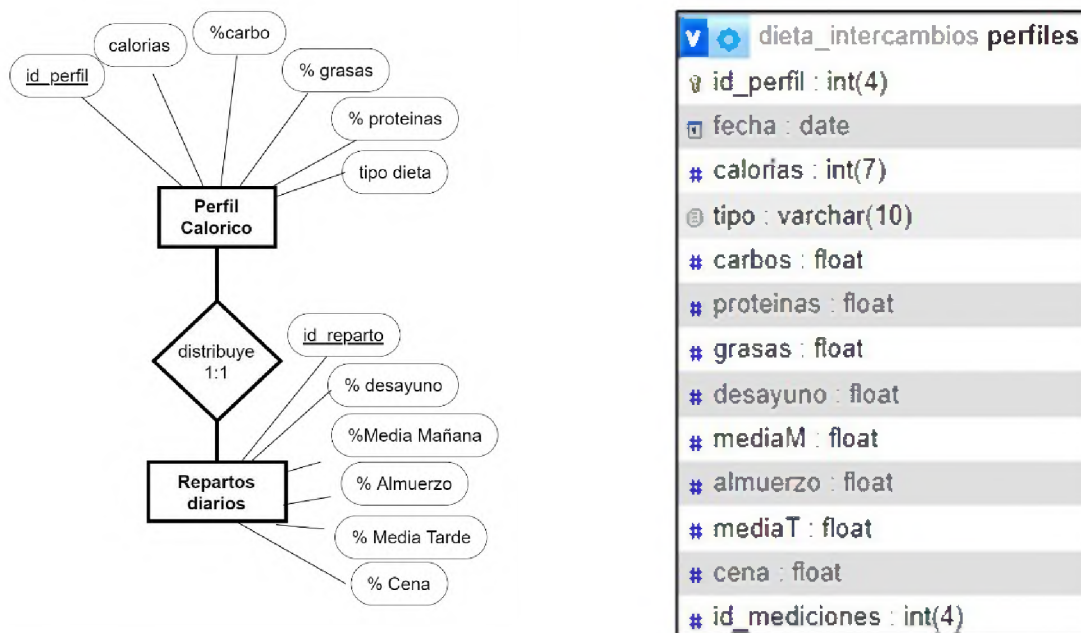 %carbo
calorias
id_perfil
% grasas
% proteinas
tipo dieta
Perfil
Calorico
distribuye
1:1
id_reparto
% desayuno
%Media Mañana
% Almuerzo
% Media Tarde
% Cena
Repartos
diarios
dieta_intercambios perfiles
id_perfil : int(4)
fecha : date
# calorias : int(7)
tipo : varchar(10)
# carbos : float
# proteinas : float
# grasas : float
# desayuno : float
# mediaM : float
# almuerzo : float
# mediaT : float
# cena : float
# id_mediciones : int(4)